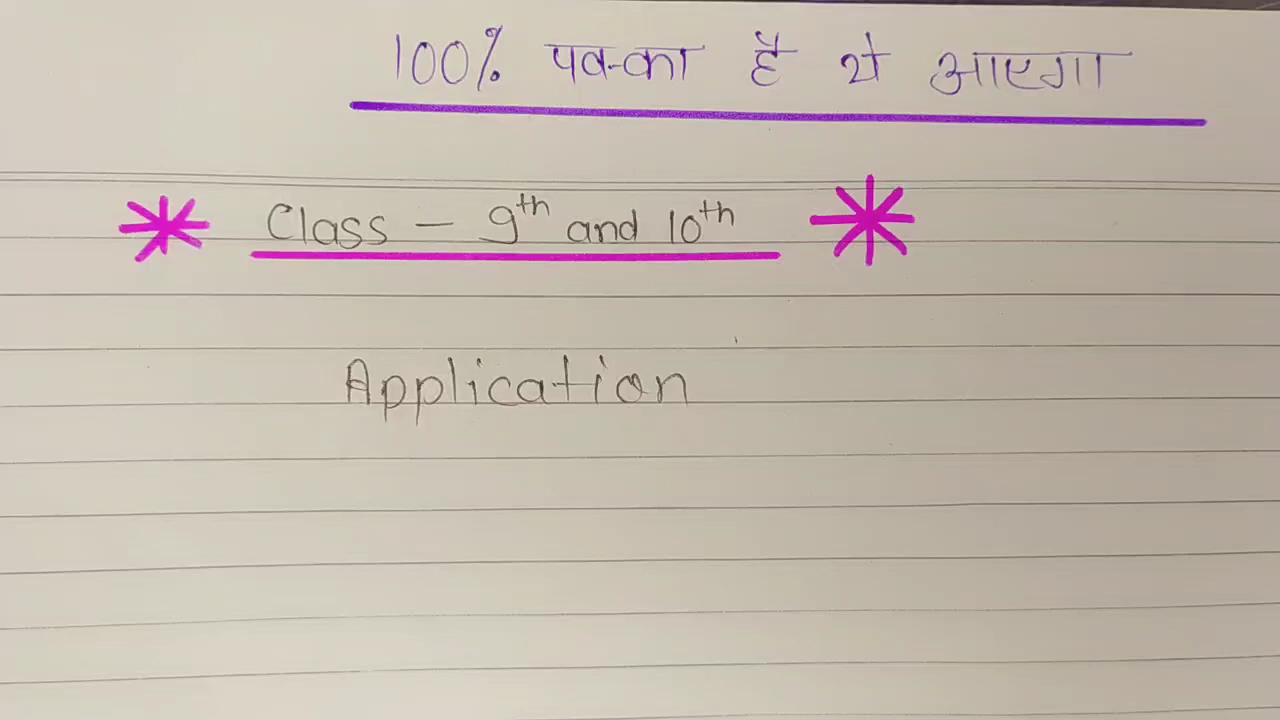 100% पक्का है ये आएगा
Class - 9th and 10th
Application